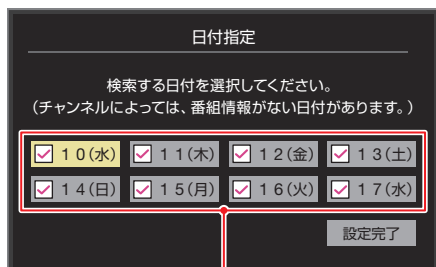 日付指定
検索する日付を選択してください。
(チャンネルによっては、番組情報がない日付があります。)
10(水) 11(木) 12(金) 13(土)
14(日) 15(月) 16(火) 17(水)
設定完了